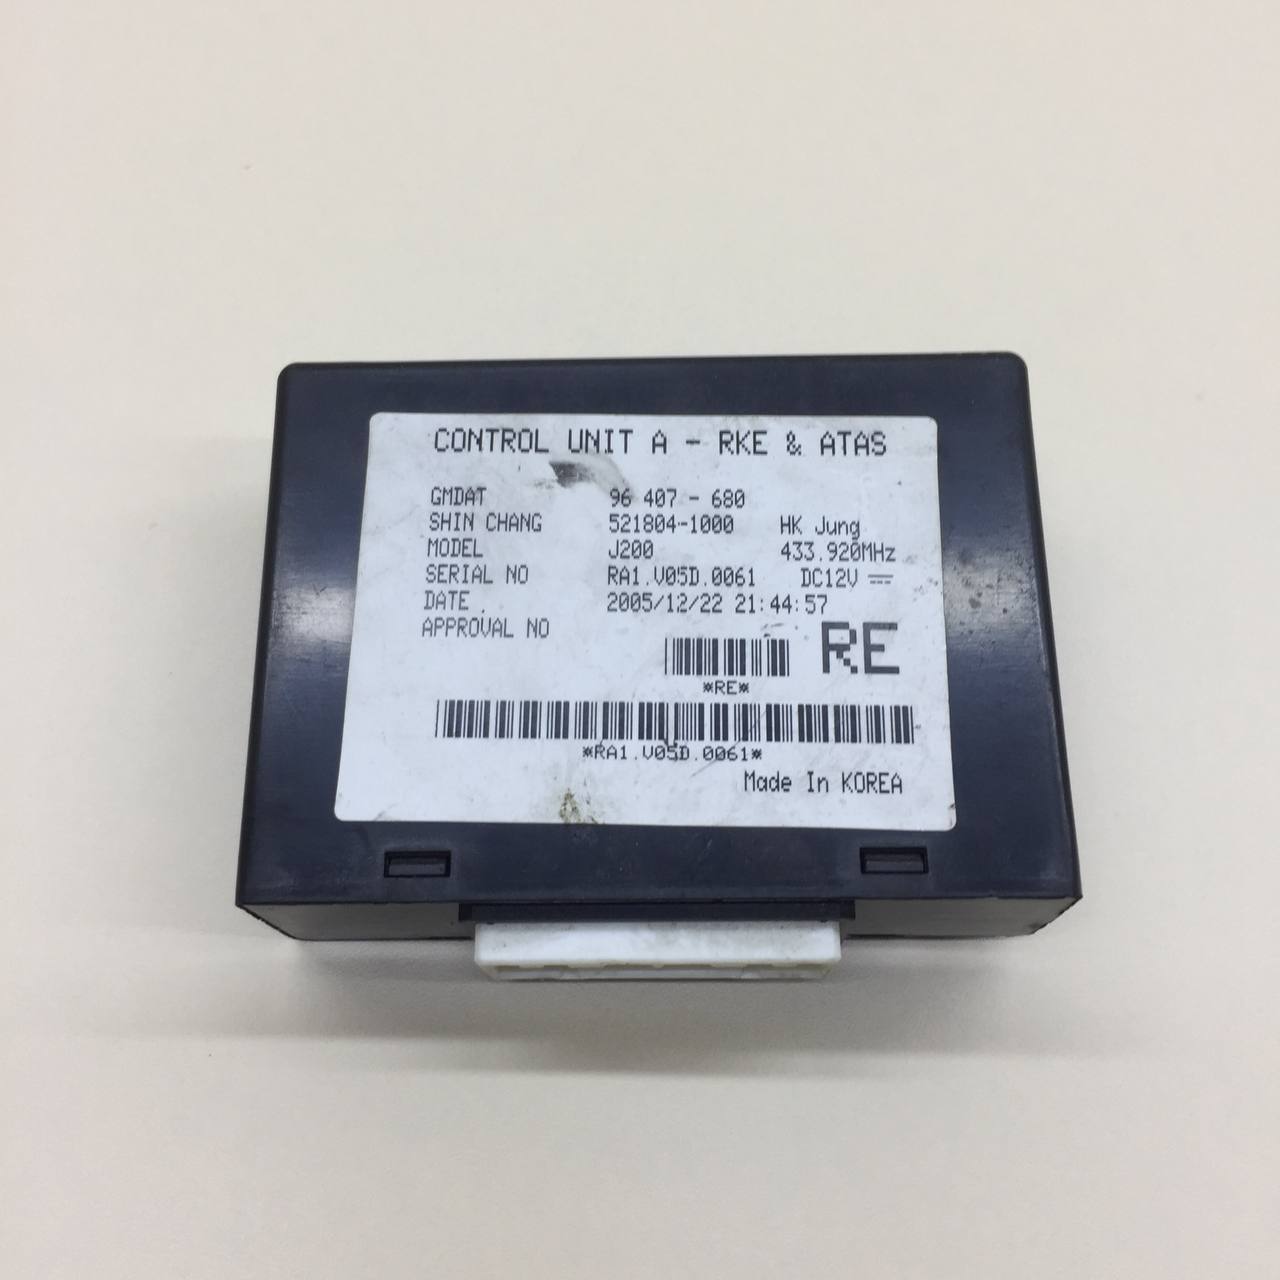 CONTROL UNIT A - RKE & ATAS
GMDAT 96 407 - 680
SHIN CHANG 521804-1000 HK Jung
MODEL J200 433.920MHz
SERIAL NO RA1.V05D.0061 DC12V
DATE 2005/12/22 21:44:57
APPROVAL NO
RE
*RE*
*RA1.V05D.0061*
Made In KOREA